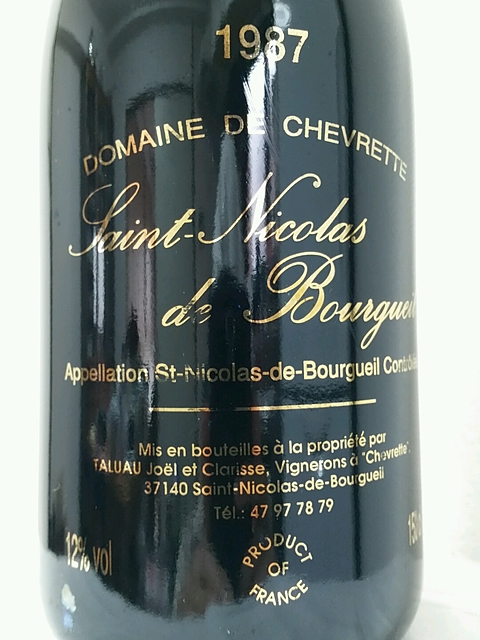 1987
DOMAINE DE CHEVRETTE
Saint-Nicolas
de Bourgueil
Appellation St-Nicolas-de-Bourgueil Contrôlée
Mis en bouteilles à la propriété par
TALUAU Joël et Clarisse, Vignerons à "Chevrette",
37140 Saint-Nicolas-de-Bourgueil
Tél.: 47 97 78 79
12% vol
PRODUCT
OF
FRANCE